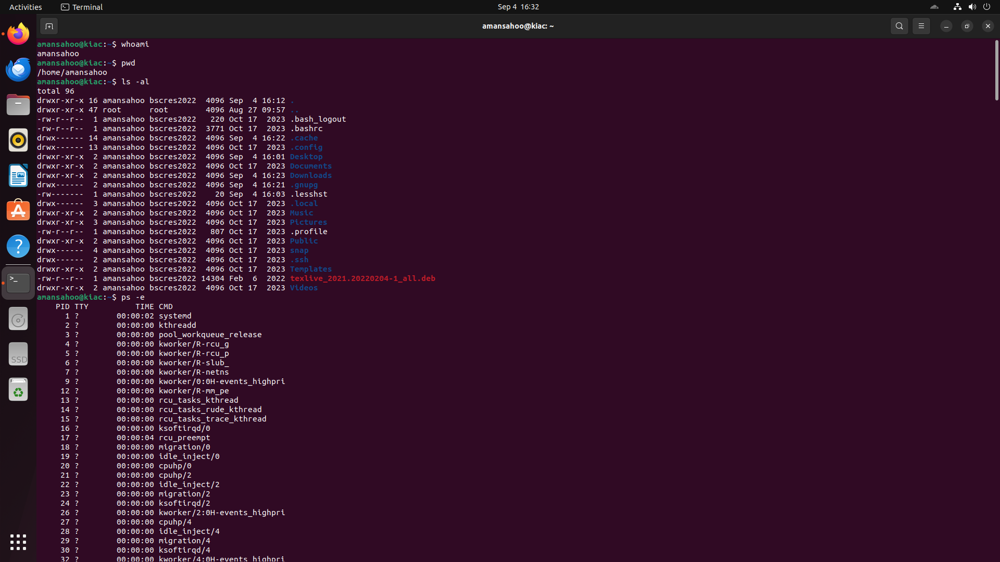 Activities
Terminal
Sep 4 16:32
amansahoo@kiac: ~
amansahoo@kiac:~$ whoami
amansahoo
amansahoo@kiac:~$ pwd
/home/amansahoo
amansahoo@kiac:~$ ls -al
total 96
drwxr-xr-x 16 amansahoo bscres2022  4096 Sep  4 16:12 .
drwxr-xr-x 47 root      root        4096 Aug 27 09:57 ..
-rw-r--r--  1 amansahoo bscres2022   220 Oct 17  2023 .bash_logout
-rw-r--r--  1 amansahoo bscres2022  3771 Oct 17  2023 .bashrc
drwx------ 14 amansahoo bscres2022  4096 Sep  4 16:22 .cache
drwx------ 13 amansahoo bscres2022  4096 Oct 17  2023 .config
drwxr-xr-x  2 amansahoo bscres2022  4096 Sep  4 16:01 Desktop
drwxr-xr-x  2 amansahoo bscres2022  4096 Oct 17  2023 Documents
drwxr-xr-x  2 amansahoo bscres2022  4096 Sep  4 16:23 Downloads
drwx------  2 amansahoo bscres2022  4096 Sep  4 16:21 .gnupg
-rw-------  1 amansahoo bscres2022    20 Sep  4 16:03 .lesshst
drwx------  3 amansahoo bscres2022  4096 Oct 17  2023 .local
drwxr-xr-x  2 amansahoo bscres2022  4096 Oct 17  2023 Music
drwxr-xr-x  3 amansahoo bscres2022  4096 Oct 17  2023 Pictures
-rw-r--r--  1 amansahoo bscres2022   807 Oct 17  2023 .profile
drwxr-xr-x  2 amansahoo bscres2022  4096 Oct 17  2023 Public
drwx------  4 amansahoo bscres2022  4096 Oct 17  2023 snap
drwx------  2 amansahoo bscres2022  4096 Oct 17  2023 .ssh
drwxr-xr-x  2 amansahoo bscres2022  4096 Oct 17  2023 Templates
-rw-r--r--  1 amansahoo bscres2022 14304 Feb  6  2022 texlive_2021.20220204-1_all.deb
drwxr-xr-x  2 amansahoo bscres2022  4096 Oct 17  2023 Videos
amansahoo@kiac:~$ ps -e
    PID TTY          TIME CMD
      1 ?        00:00:02 systemd
      2 ?        00:00:00 kthreadd
      3 ?        00:00:00 pool_workqueue_release
      4 ?        00:00:00 kworker/R-rcu_g
      5 ?        00:00:00 kworker/R-rcu_p
      6 ?        00:00:00 kworker/R-slub_
      7 ?        00:00:00 kworker/R-netns
      9 ?        00:00:00 kworker/0:0H-events_highpri
     12 ?        00:00:00 kworker/R-mm_pe
     13 ?        00:00:00 rcu_tasks_kthread
     14 ?        00:00:00 rcu_tasks_rude_kthread
     15 ?        00:00:00 rcu_tasks_trace_kthread
     16 ?        00:00:00 ksoftirqd/0
     17 ?        00:00:04 rcu_preempt
     18 ?        00:00:00 migration/0
     19 ?        00:00:00 idle_inject/0
     20 ?        00:00:00 cpuhp/0
     21 ?        00:00:00 cpuhp/2
     22 ?        00:00:00 idle_inject/2
     23 ?        00:00:00 migration/2
     24 ?        00:00:00 ksoftirqd/2
     26 ?        00:00:00 kworker/2:0H-events_highpri
     27 ?        00:00:00 cpuhp/4
     28 ?        00:00:00 idle_inject/4
     29 ?        00:00:00 migration/4
     30 ?        00:00:00 ksoftirqd/4
     32 ?        00:00:00 kworker/4:0H-events_highpri
SSD